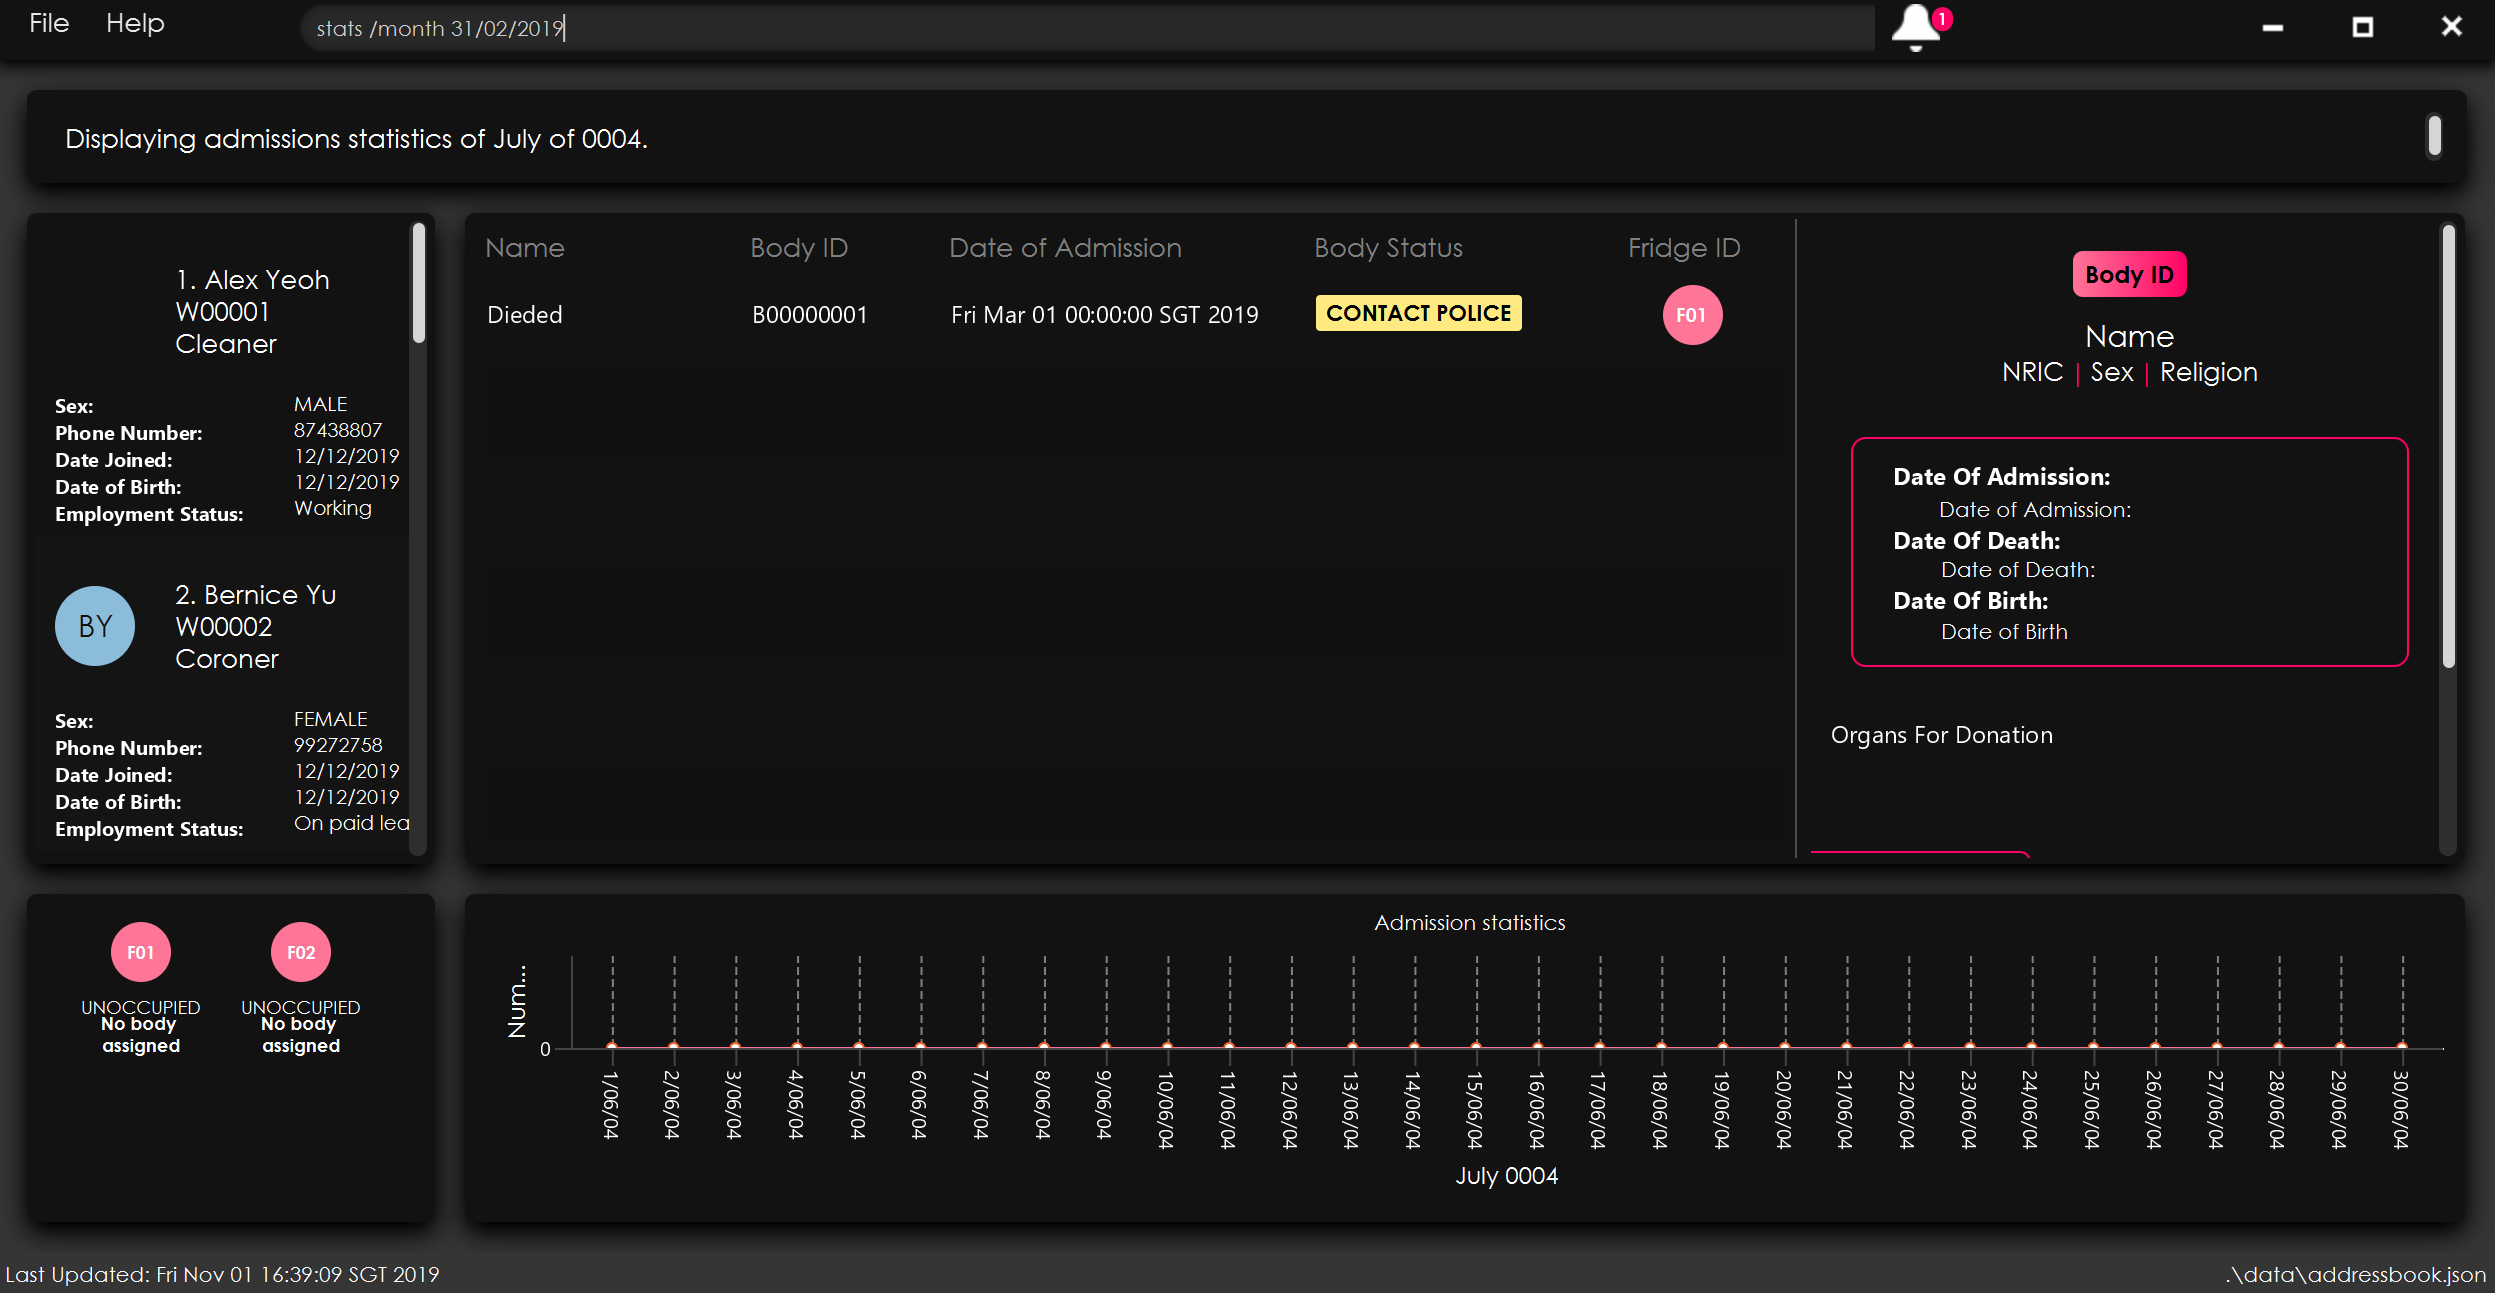 File Help
stats /month 31/02/2019
1
Displaying admissions statistics of July of 0004.
1. Alex Yeoh
W00001
Cleaner
Sex: MALE
Phone Number: 87438807
Date Joined: 12/12/2019
Date of Birth: 12/12/2019
Employment Status: Working
BY
2. Bernice Yu
W00002
Coroner
Sex: FEMALE
Phone Number: 99272758
Date Joined: 12/12/2019
Date of Birth: 12/12/2019
Employment Status: On paid lea
Name Body ID Date of Admission Body Status Fridge ID
Dieded B00000001 Fri Mar 01 00:00:00 SGT 2019 CONTACT POLICE F01
Body ID
Name
NRIC | Sex | Religion
Date Of Admission:
Date of Admission:
Date Of Death:
Date of Death:
Date Of Birth:
Date of Birth
Organs For Donation
F01 F02
UNOCCUPIED UNOCCUPIED
No body No body
assigned assigned
Admission statistics
Num...
0
1/06/04 2/06/04 3/06/04 4/06/04 5/06/04 6/06/04 7/06/04 8/06/04 9/06/04 10/06/04 11/06/04 12/06/04 13/06/04 14/06/04 15/06/04 16/06/04 17/06/04 18/06/04 19/06/04 20/06/04 21/06/04 22/06/04 23/06/04 24/06/04 25/06/04 26/06/04 27/06/04 28/06/04 29/06/04 30/06/04
July 0004
Last Updated: Fri Nov 01 16:39:09 SGT 2019 .\data\addressbook.json